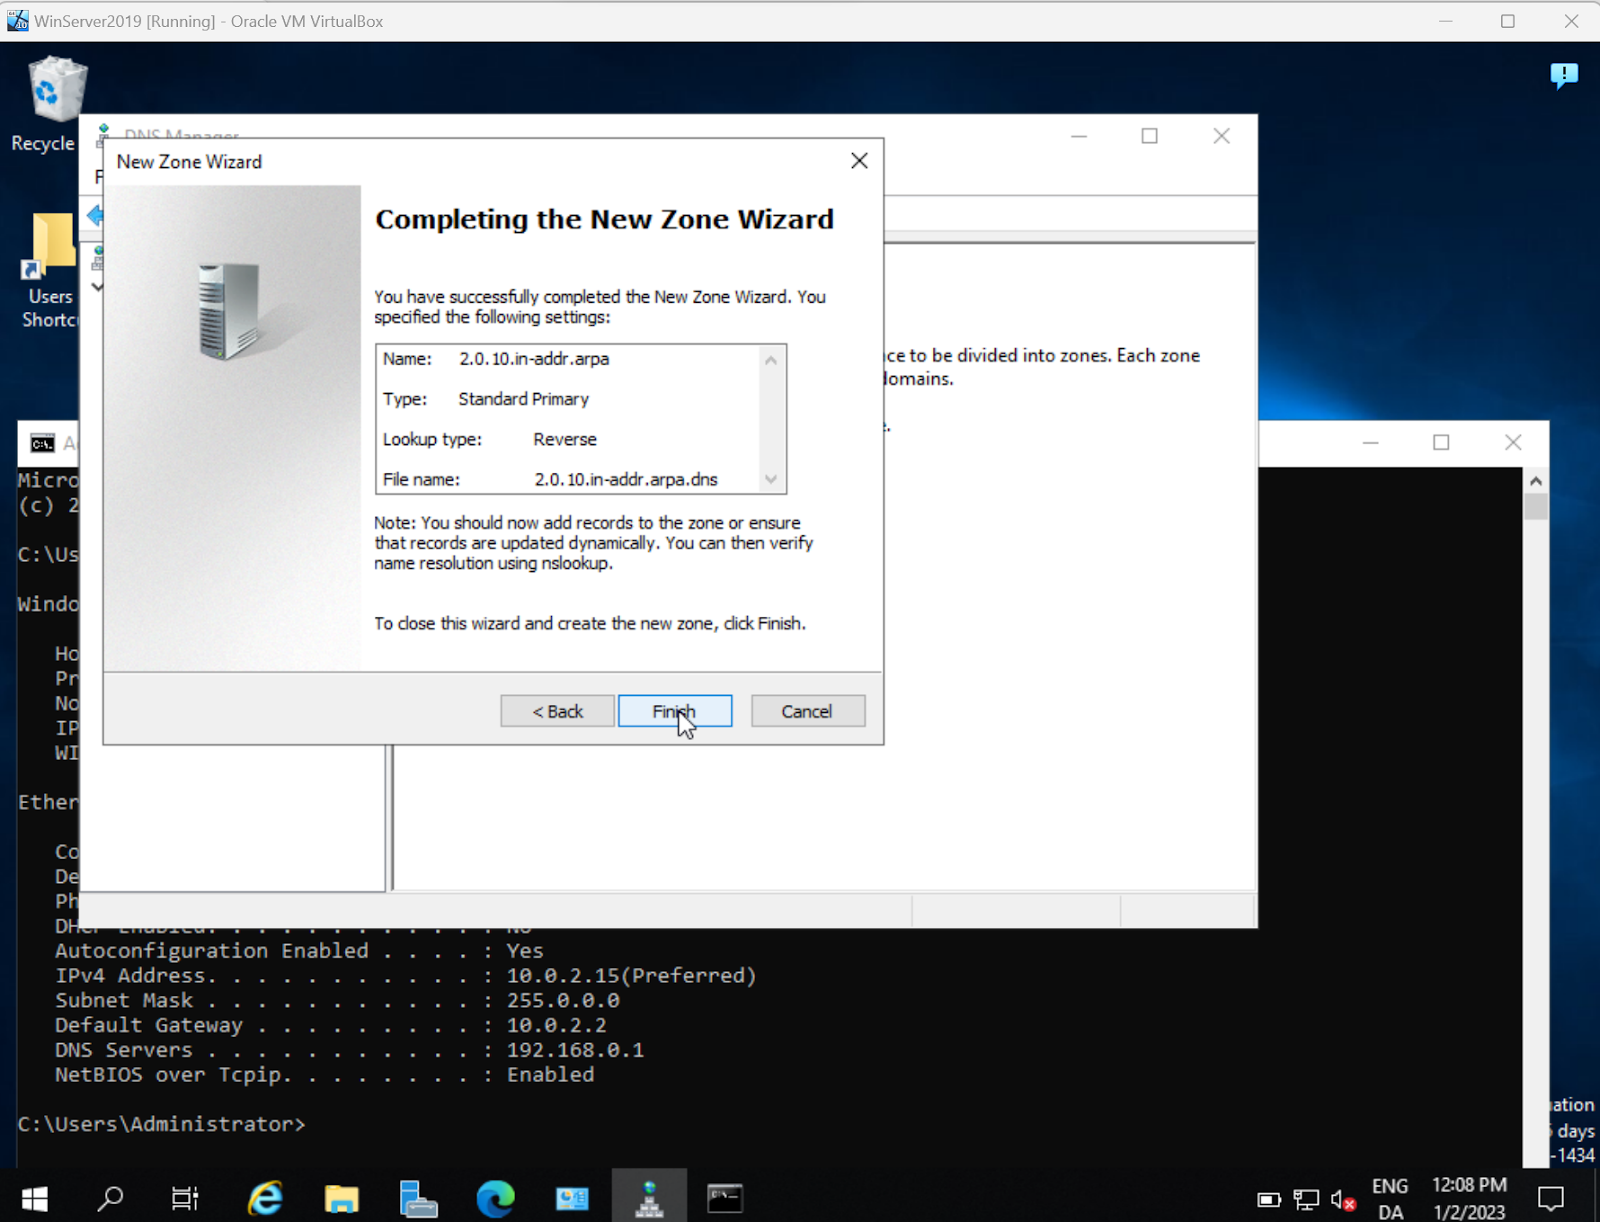 WinServer2019 [Running] - Oracle VM VirtualBox
Recycle
DNS Manager
New Zone Wizard
F
Completing the New Zone Wizard
Users
Shortcu
You have successfully completed the New Zone Wizard. You
specified the following settings:
Name: 2.0.10.in-addr.arpa
Type: Standard Primary
Lookup type: Reverse
File name: 2.0.10.in-addr.arpa.dns
ce to be divided into zones. Each zone
domains.
e.
Note: You should now add records to the zone or ensure
that records are updated dynamically. You can then verify
name resolution using nslookup.
To close this wizard and create the new zone, click Finish.
< Back Finish Cancel
C:\. A
Micro
(c) 2
C:\Us
Windo
Ho
Pr
No
IP
WI
Ether
Co
De
Ph
DHCP Enabled. . . . . . . . . . . : No
Autoconfiguration Enabled . . . . : Yes
IPv4 Address. . . . . . . . . . . : 10.0.2.15(Preferred)
Subnet Mask . . . . . . . . . . . : 255.0.0.0
Default Gateway . . . . . . . . . : 10.0.2.2
DNS Servers . . . . . . . . . . . : 192.168.0.1
NetBIOS over Tcpip. . . . . . . . : Enabled
C:\Users\Administrator>
ation
days
-1434
ENG
DA
12:08 PM
1/2/2023